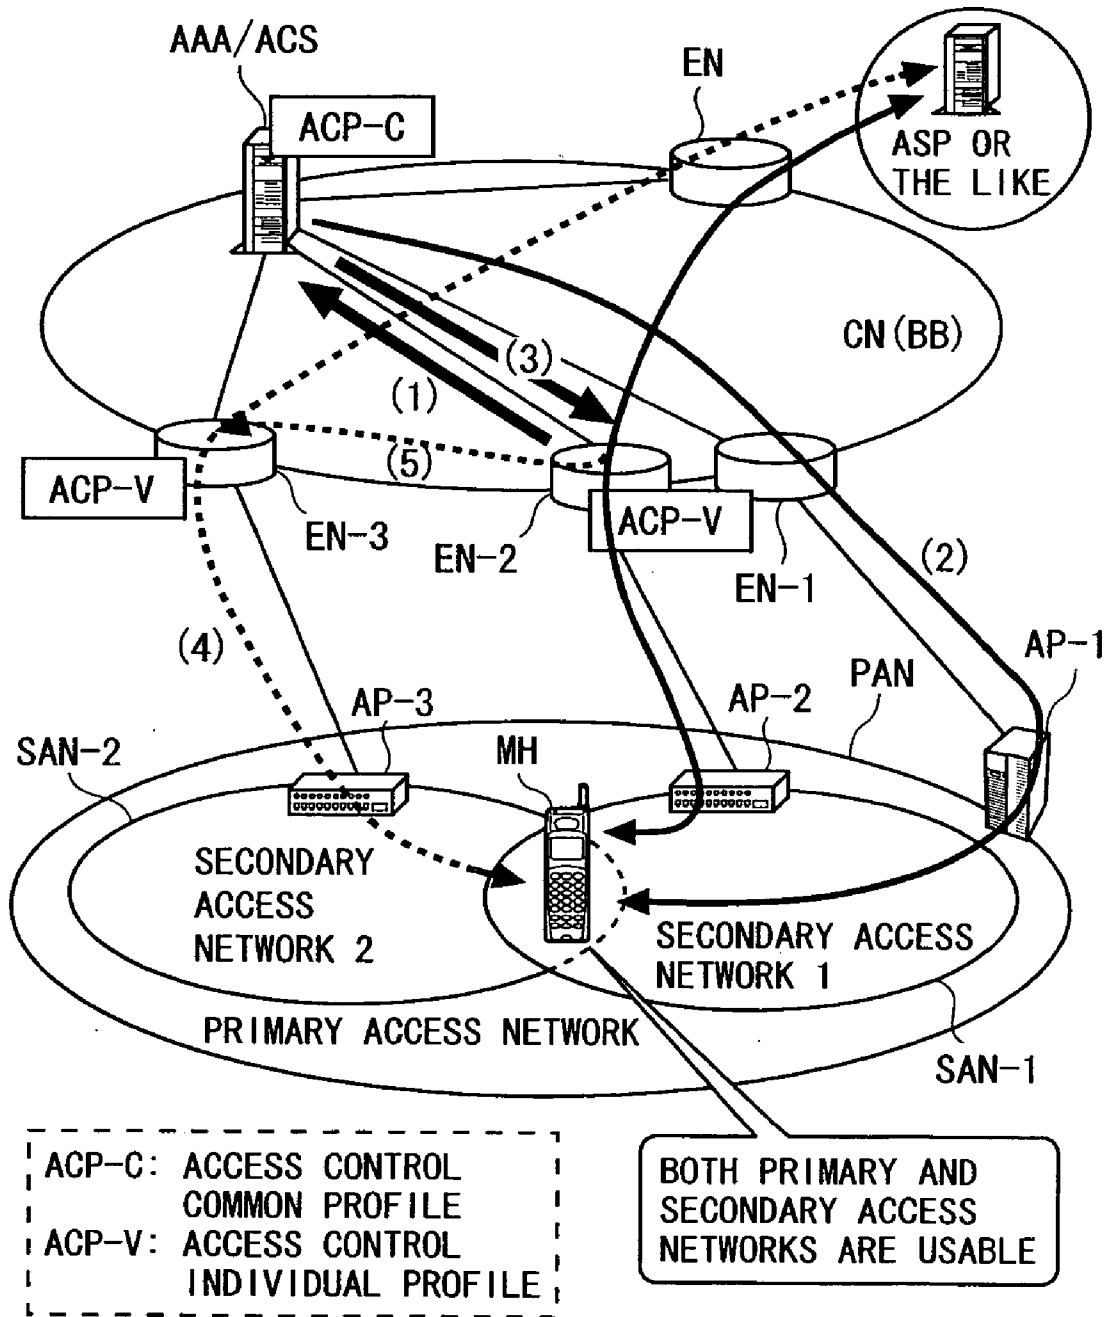 AAA/ACS
EN
ACP-C
ASP OR
THE LIKE
CN(BB)
(3)
(1)
(5)
ACP-V
ACP-V
EN-3
EN-2
EN-1
(2)
(4)
AP-1
PAN
AP-3
AP-2
SAN-2
MH
SECONDARY
ACCESS
NETWORK 2
SECONDARY ACCESS
NETWORK 1
PRIMARY ACCESS NETWORK
SAN-1
ACP-C: ACCESS CONTROL
COMMON PROFILE
ACP-V: ACCESS CONTROL
INDIVIDUAL PROFILE
BOTH PRIMARY AND
SECONDARY ACCESS
NETWORKS ARE USABLE